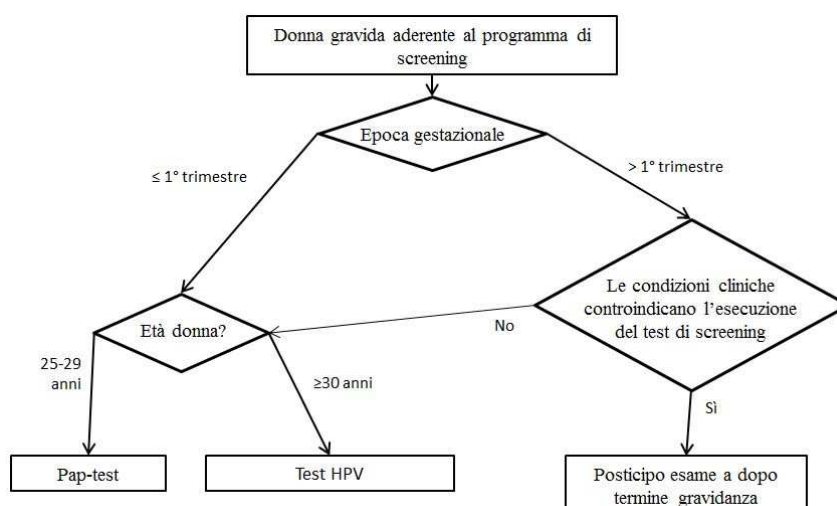 Donna gravida aderente al programma di
screening
Epoca gestazionale
≤ 1° trimestre
> 1° trimestre
Le condizioni cliniche
controindicano l'esecuzione
del test di screening
Età donna?
No
25-29
anni
≥30 anni
Sì
Pap-test
Test HPV
Posticipo esame a dopo
termine gravidanza